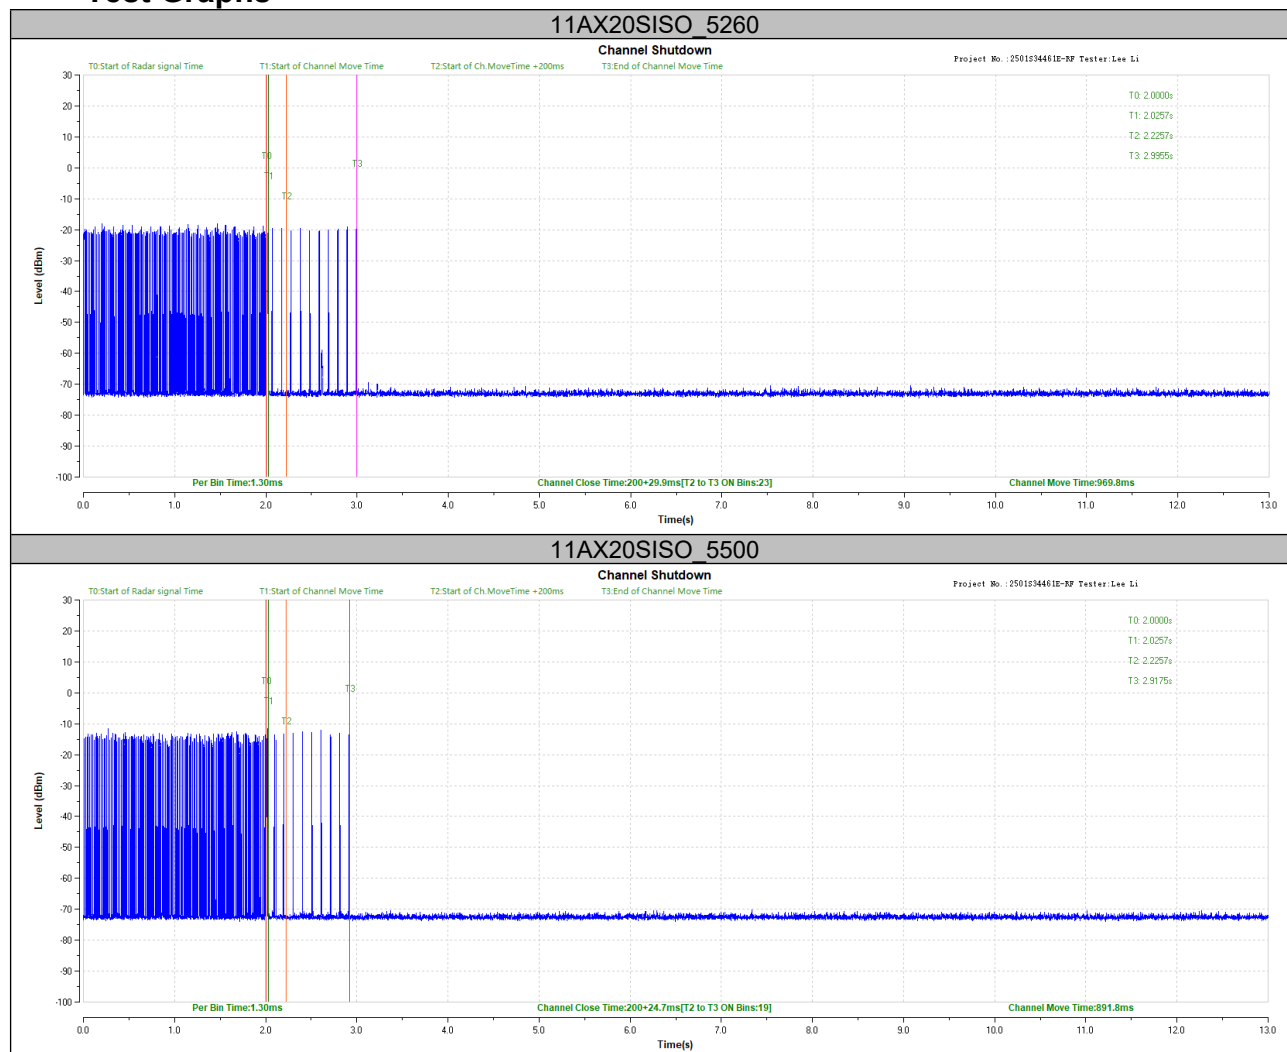 Test Graphs
11AX20SISO_5260
Channel Shutdown
Project No.:2501S34461E-RF Tester:Lee Li
T0:Start of Radar signal Time T1:Start of Channel Move Time T2:Start of Ch.MoveTime +200ms T3:End of Channel Move Time
T0: 2.0000s
T1: 2.0257s
T2: 2.2257s
T3: 2.9955s
30
20
10
0
-10
-20
-30
-40
-50
-60
-70
-80
-90
-100
Level (dBm)
T0
T1
T2
T3
Per Bin Time:1.30ms Channel Close Time:200+29.9ms[T2 to T3 ON Bins:23] Channel Move Time:969.8ms
0.0 1.0 2.0 3.0 4.0 5.0 6.0 7.0 8.0 9.0 10.0 11.0 12.0 13.0
Time(s)
11AX20SISO_5500
Channel Shutdown
Project No.:2501S34461E-RF Tester:Lee Li
T0:Start of Radar signal Time T1:Start of Channel Move Time T2:Start of Ch.MoveTime +200ms T3:End of Channel Move Time
T0: 2.0000s
T1: 2.0257s
T2: 2.2257s
T3: 2.9175s
30
20
10
0
-10
-20
-30
-40
-50
-60
-70
-80
-90
-100
Level (dBm)
T0
T1
T2
T3
Per Bin Time:1.30ms Channel Close Time:200+24.7ms[T2 to T3 ON Bins:19] Channel Move Time:891.8ms
0.0 1.0 2.0 3.0 4.0 5.0 6.0 7.0 8.0 9.0 10.0 11.0 12.0 13.0
Time(s)